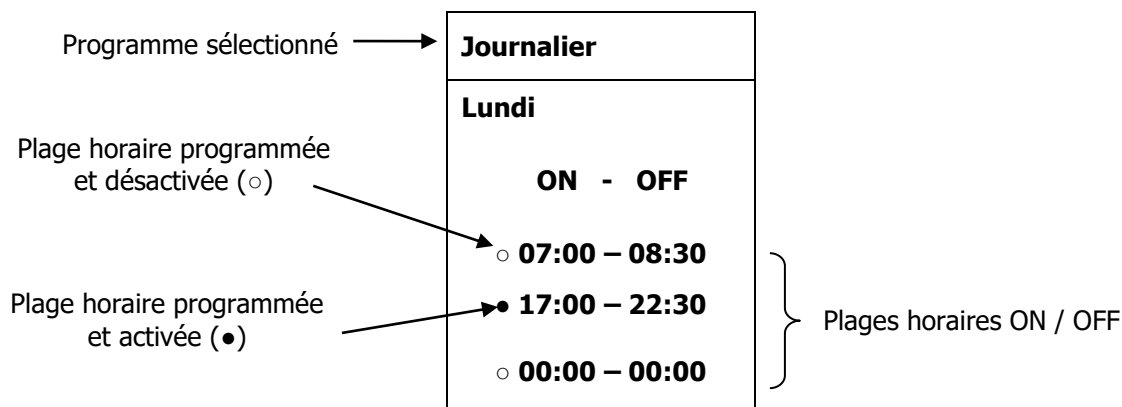 Programme sélectionné
Journalier
Lundi
Plage horaire programmée
et désactivée (○)
ON - OFF
○ 07:00 – 08:30
Plage horaire programmée
et activée (●)
● 17:00 – 22:30
Plages horaires ON / OFF
○ 00:00 – 00:00